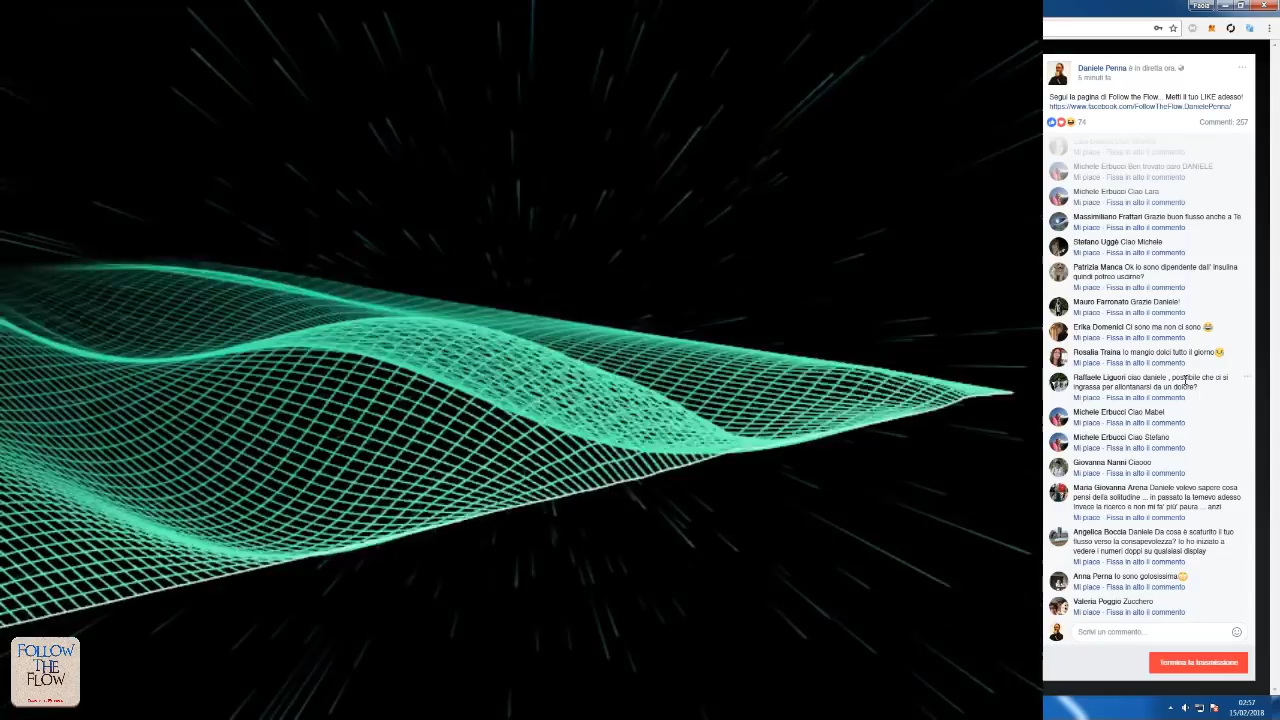 Paola
Daniele Penna è in diretta ora.
5 minuti fa
Segui la pagina di Follow the Flow... Metti il tuo LIKE adesso!
https://www.facebook.com/FollowTheFlow.DanielePenna/
74
Commenti: 257
Mi piace · Fissa in alto il commento
Michele Erbucci Ben trovato caro DANIELE
Mi piace · Fissa in alto il commento
Michele Erbucci Ciao Lara
Mi piace · Fissa in alto il commento
Massimiliano Frattari Grazie buon flusso anche a Te
Mi piace · Fissa in alto il commento
Stefano Uggè Ciao Michele
Mi piace · Fissa in alto il commento
Patrizia Manca Ok io sono dipendente dall' insulina
quindi potreo usdirne?
Mi piace · Fissa in alto il commento
Mauro Farronato Grazie Daniele!
Mi piace · Fissa in alto il commento
Erika Domenici Ci sono ma non ci sono 😂
Mi piace · Fissa in alto il commento
Rosalia Traina Io mangio dolci tutto il giorno
Mi piace · Fissa in alto il commento
Raffaele Liguori ciao daniele , possibile che ci si
ingrassa per allontanarsi da un dolore?
Mi piace · Fissa in alto il commento
Michele Erbucci Ciao Mabel
Mi piace · Fissa in alto il commento
Michele Erbucci Ciao Stefano
Mi piace · Fissa in alto il commento
Giovanna Nanni Ciaooo
Mi piace · Fissa in alto il commento
Maria Giovanna Arena Daniele volevo sapere cosa
pensi della solitudine ... in passato la temevo adesso
invece la ricerco e non mi fa' più' paura ... anzi
Mi piace · Fissa in alto il commento
Angelica Boccia Daniele Da cosa è scaturito il tuo
flusso verso la consapevolezza? Io ho iniziato a
vedere i numeri doppi su qualsiasi display
Mi piace · Fissa in alto il commento
Anna Perna Io sono golosissima
Mi piace · Fissa in alto il commento
Valeria Poggio Zucchero
Mi piace · Fissa in alto il commento
Scrivi un commento...
Termina la trasmissione
02:57
15/02/2018
FOLLOW
THE
FLOW